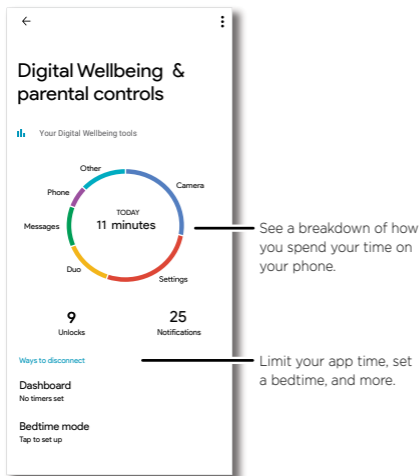 Digital Wellbeing &
parental controls
Your Digital Wellbeing tools
Other
Camera
Phone
TODAY
11 minutes
Messages
Duo
Settings
See a breakdown of how
you spend your time on
your phone.
9
Unlocks
25
Notifications
Ways to disconnect
Limit your app time, set
a bedtime, and more.
Dashboard
No timers set
Bedtime mode
Tap to set up